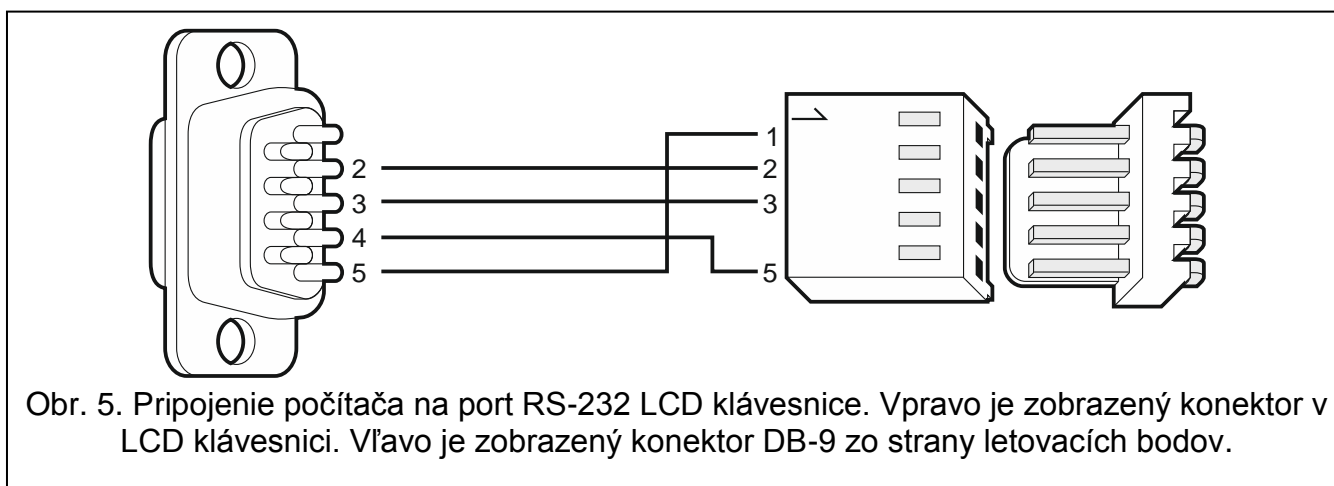 1
2 2
3 3
4
5 5
Obr. 5. Pripojenie počítača na port RS-232 LCD klávesnice. Vpravo je zobrazený konektor v
LCD klávesnici. Vľavo je zobrazený konektor DB-9 zo strany letovacích bodov.